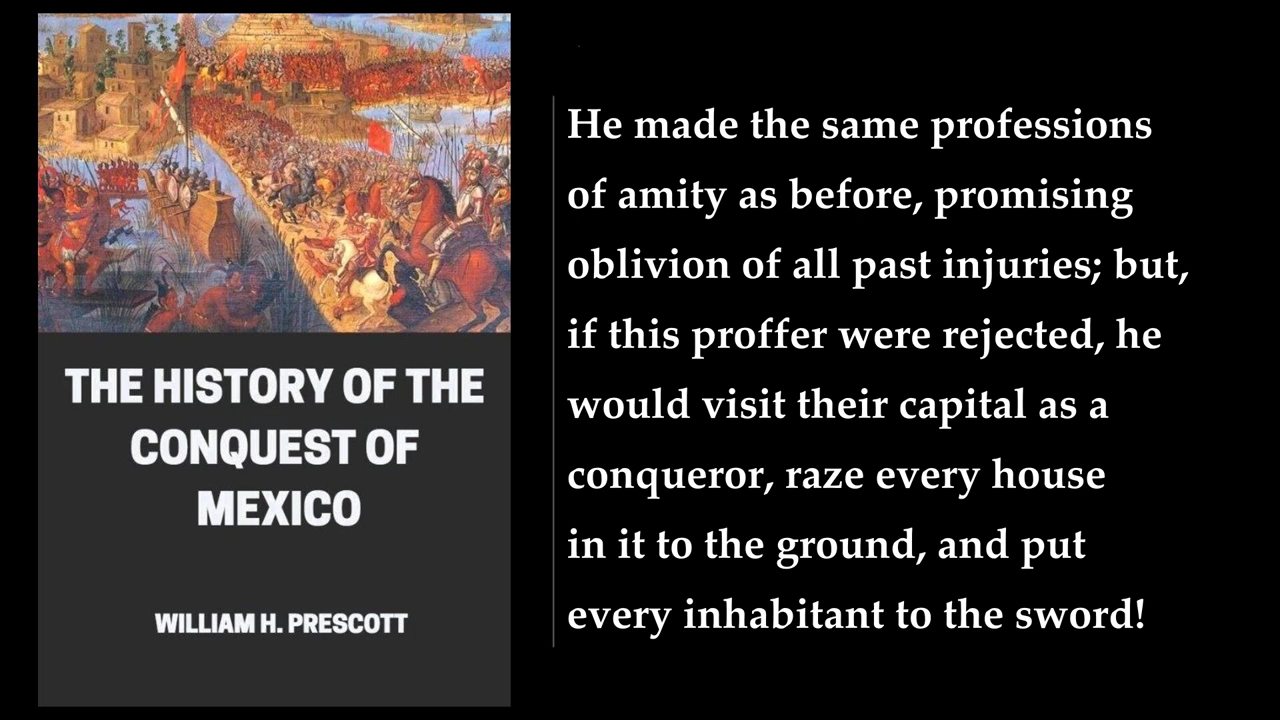 THE HISTORY OF THE
CONQUEST OF
MEXICO
WILLIAM H. PRESCOTT
He made the same professions
of amity as before, promising
oblivion of all past injuries; but,
if this proffer were rejected, he
would visit their capital as a
conqueror, raze every house
in it to the ground, and put
every inhabitant to the sword!